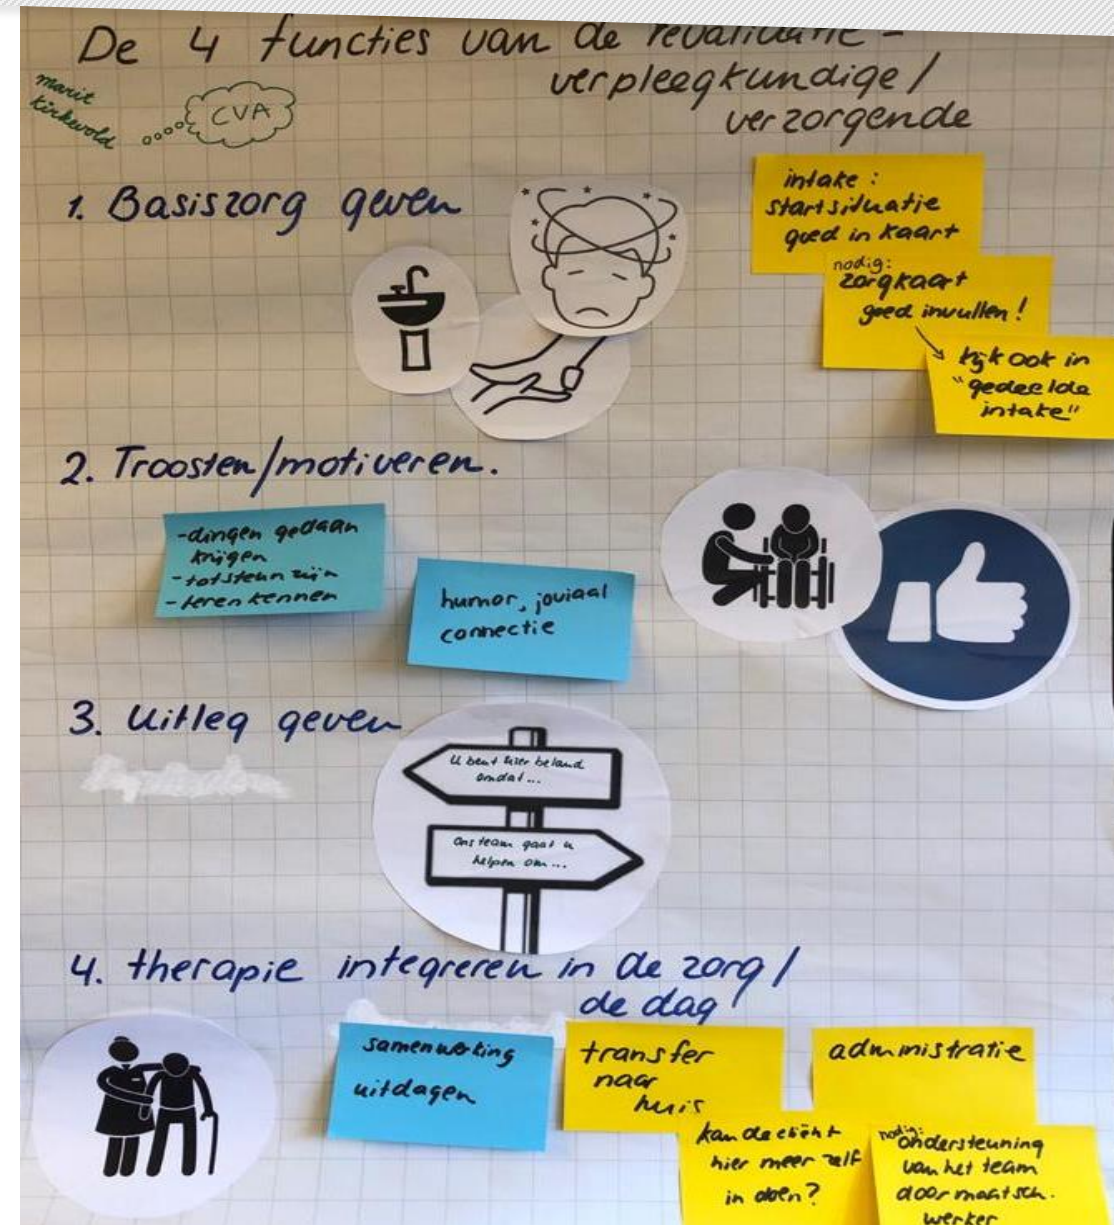 De 4 functies van de revalidatie -
verpleegkundige /
verzorgende
marit
kirkevold
CVA
1. Basiszorg geven
intake :
startsituatie
goed in kaart
nodig:
zorgkaart
goed invullen !
kijk ook in
"gedeelde
intake"
2. Troosten/motiveren.
-dingen gedaan
krijgen
- tot steun zijn
- leren kennen
humor, joviaal
connectie
3. Uitleg geven
U bent hier beland
omdat ...
Ons team gaat u
helpen om ...
4. therapie integreren in de zorg /
de dag
samenwerking
uitdagen
transfer
naar
huis
administratie
kan de cliënt
hier meer zelf
in doen?
nodig:
ondersteuning
van het team
door maatsch.
werker